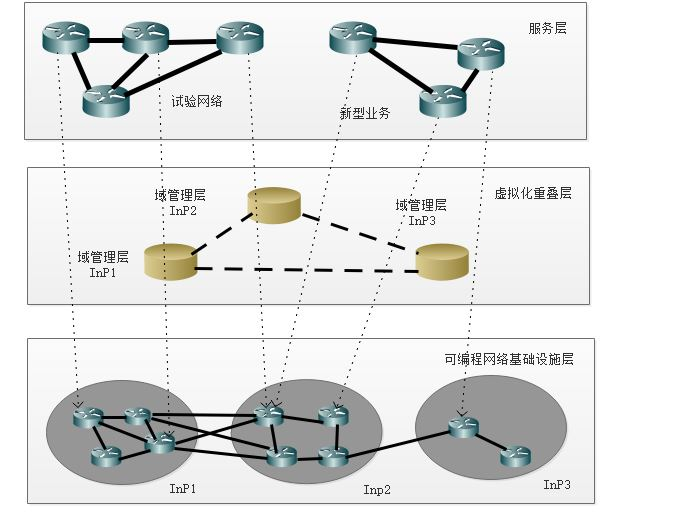 服务层
试验网络
新型业务
虚拟化重叠层
域管理层
InP2
域管理层
InP3
域管理层
InP1
可编程网络基础设施层
InP1
Inp2
InP3